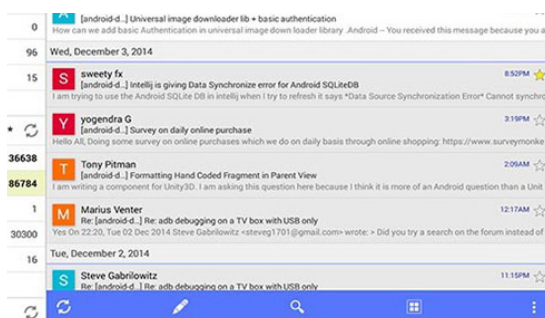 0
96
15
*
36638
86784
1
30300
16
[android-d...] Universal image downloader lib + basic authentication
How can we add basic Authentication in universal image down loader library .Android – You received this message because you a
Wed, December 3, 2014
S
sweety fx
8:52PM
[android-d...] Intellij is giving Data Synchronize error for Android SQLiteDB
I am trying to use the Android SQLite DB in intellij when I try to refresh it says *Data Source Synchronization Error* Cannot synchro
Y
yogendra G
3:19PM
[android-d...] Survey on daily online purchase
Hello All, Doing some survey on online purchases which we do on daily basis through online shopping: https://www.surveymonke
T
Tony Pitman
2:09AM
[android-d...] Formatting Hand Coded Fragment in Parent View
I am writing a component for Unity3D. I am asking this question here because I think it is more of an Android question than a Unit
M
Marius Venter
12:17AM
Re: [android-d...] Re: adb debugging on a TV box with USB only
Yes On 22:20, Tue 02 Dec 2014 Steve Gabrilowitz <steveg1701@gmail.com> wrote: > Did you try a search on the forum instead of
Tue, December 2, 2014
S
Steve Gabrilowitz
11:15PM
Re: [android-d...] Re: adb debugging on a TV box with USB only